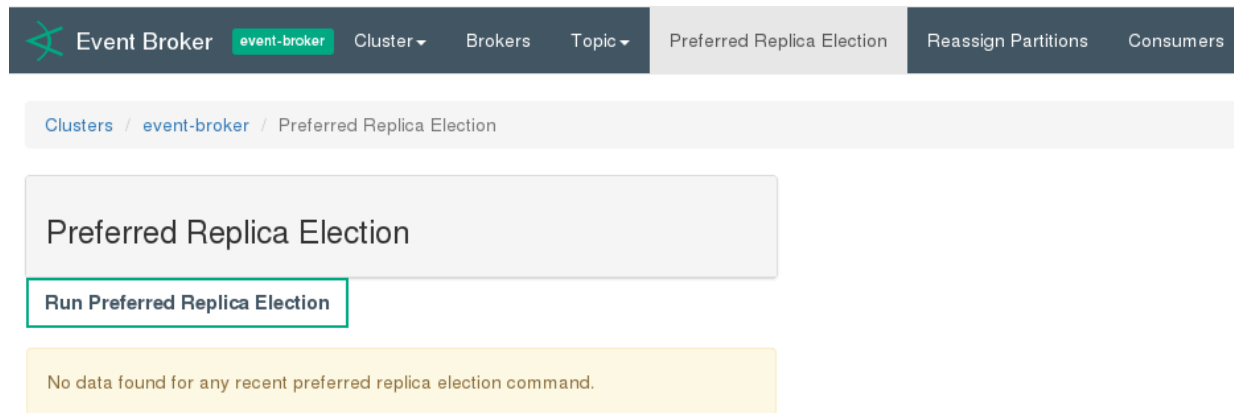 Event Broker event-broker Cluster Brokers Topic Preferred Replica Election Reassign Partitions Consumers
Clusters / event-broker / Preferred Replica Election
Preferred Replica Election
Run Preferred Replica Election
No data found for any recent preferred replica election command.